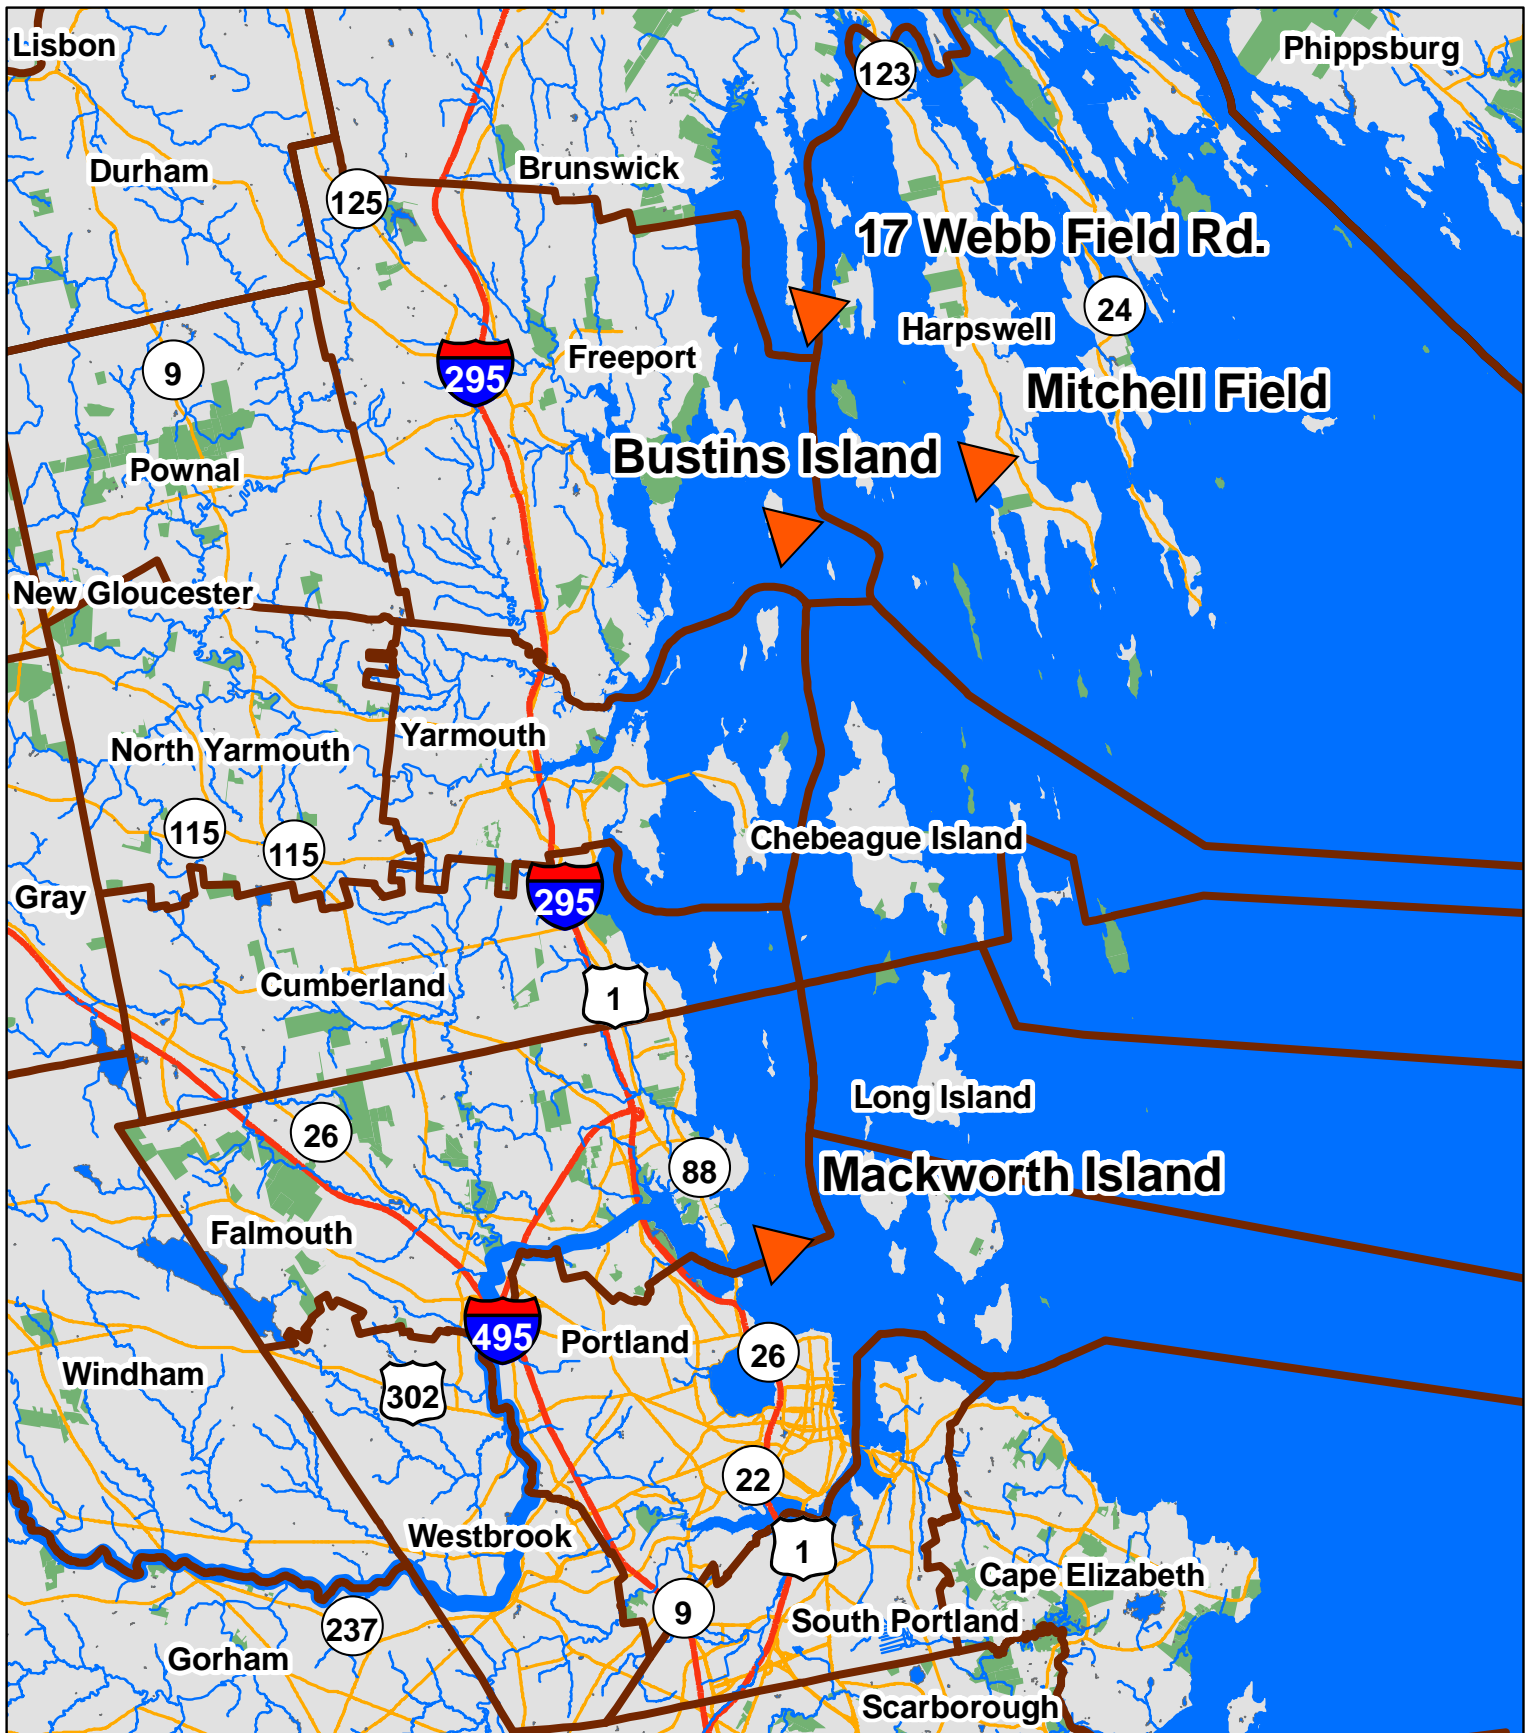 Lisbon
Phippsburg
123
Durham
Brunswick
125
17 Webb Field Rd.
24
Harpswell
9
295
Freeport
Mitchell Field
Pownal
Bustins Island
New Gloucester
North Yarmouth
Yarmouth
115
115
Chebeague Island
Gray
295
Cumberland
1
Long Island
26
88
Mackworth Island
Falmouth
495
Portland
26
Windham
302
22
Westbrook
1
Cape Elizabeth
9
South Portland
237
Gorham
Scarborough